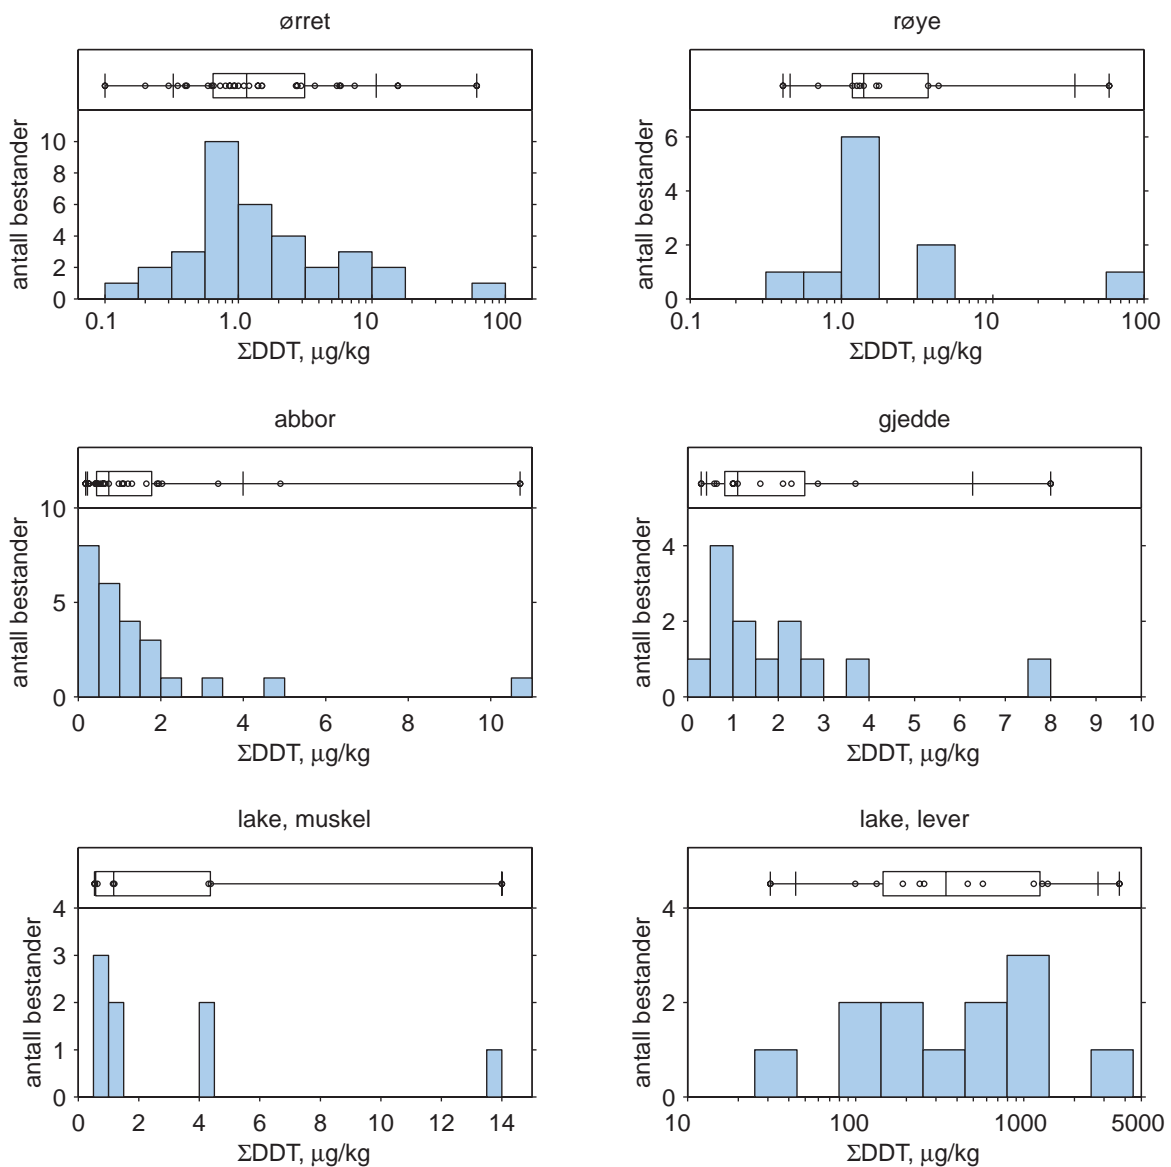 ørret
antall bestander
10
8
6
4
2
0
0.1 1.0 10 100
ΣDDT, μg/kg
røye
antall bestander
6
4
2
0
0.1 1.0 10 100
ΣDDT, μg/kg
abbor
antall bestander
10
5
0
0 2 4 6 8 10
ΣDDT, μg/kg
gjedde
antall bestander
4
2
0
0 1 2 3 4 5 6 7 8 9 10
ΣDDT, μg/kg
lake, muskel
antall bestander
4
3
2
1
0
0 2 4 6 8 10 12 14
ΣDDT, μg/kg
lake, lever
antall bestander
4
2
0
10 100 1000 5000
ΣDDT, μg/kg